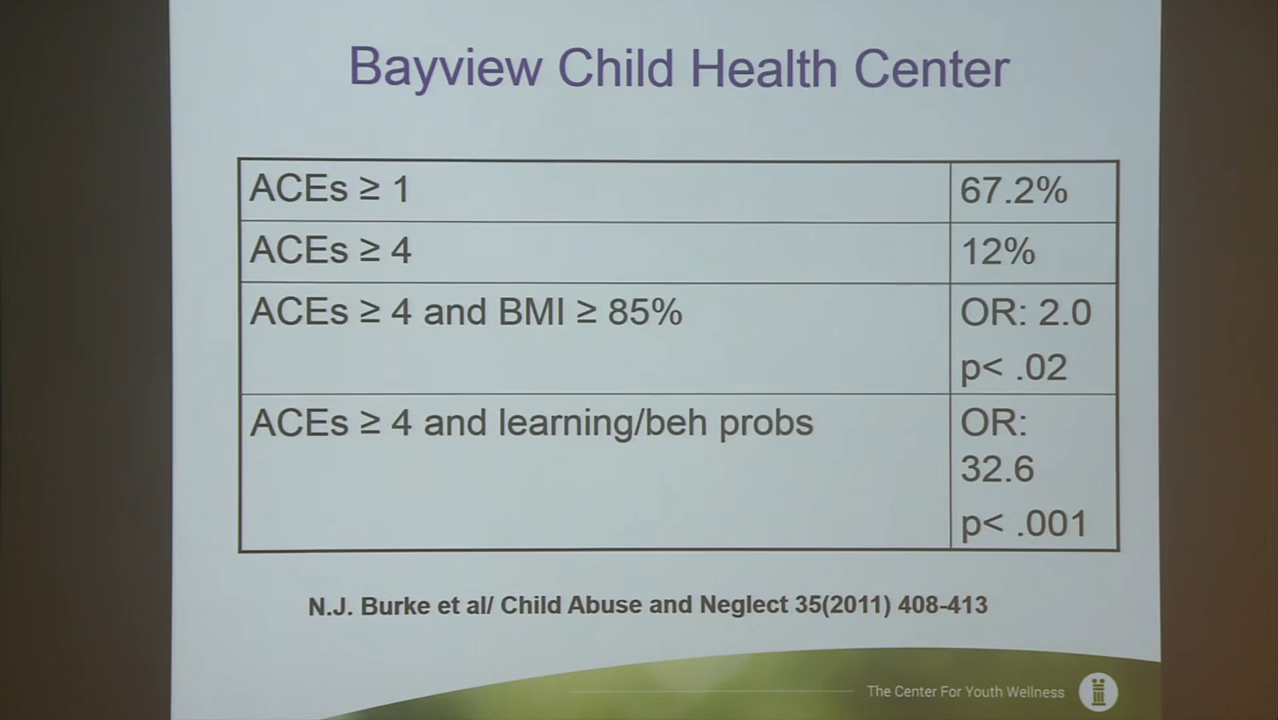 Bayview Child Health Center
ACEs ≥ 1
67.2%
ACEs ≥ 4
12%
ACEs ≥ 4 and BMI ≥ 85%
OR: 2.0
p< .02
ACEs ≥ 4 and learning/beh probs
OR:
32.6
p< .001
N.J. Burke et al/ Child Abuse and Neglect 35(2011) 408-413
The Center For Youth Wellness